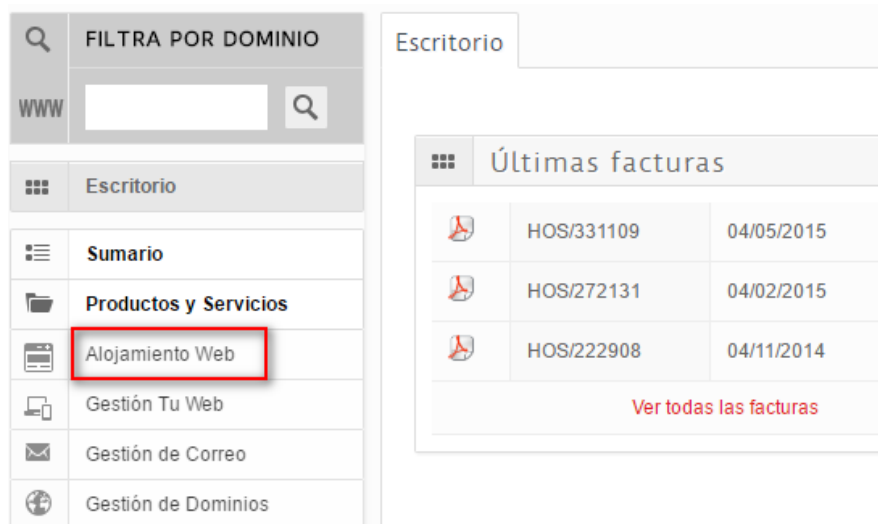 FILTRA POR DOMINIO
WWW
Escritorio
Sumario
Productos y Servicios
Alojamiento Web
Gestión Tu Web
Gestión de Correo
Gestión de Dominios
Escritorio
Últimas facturas
HOS/331109 04/05/2015
HOS/272131 04/02/2015
HOS/222908 04/11/2014
Ver todas las facturas